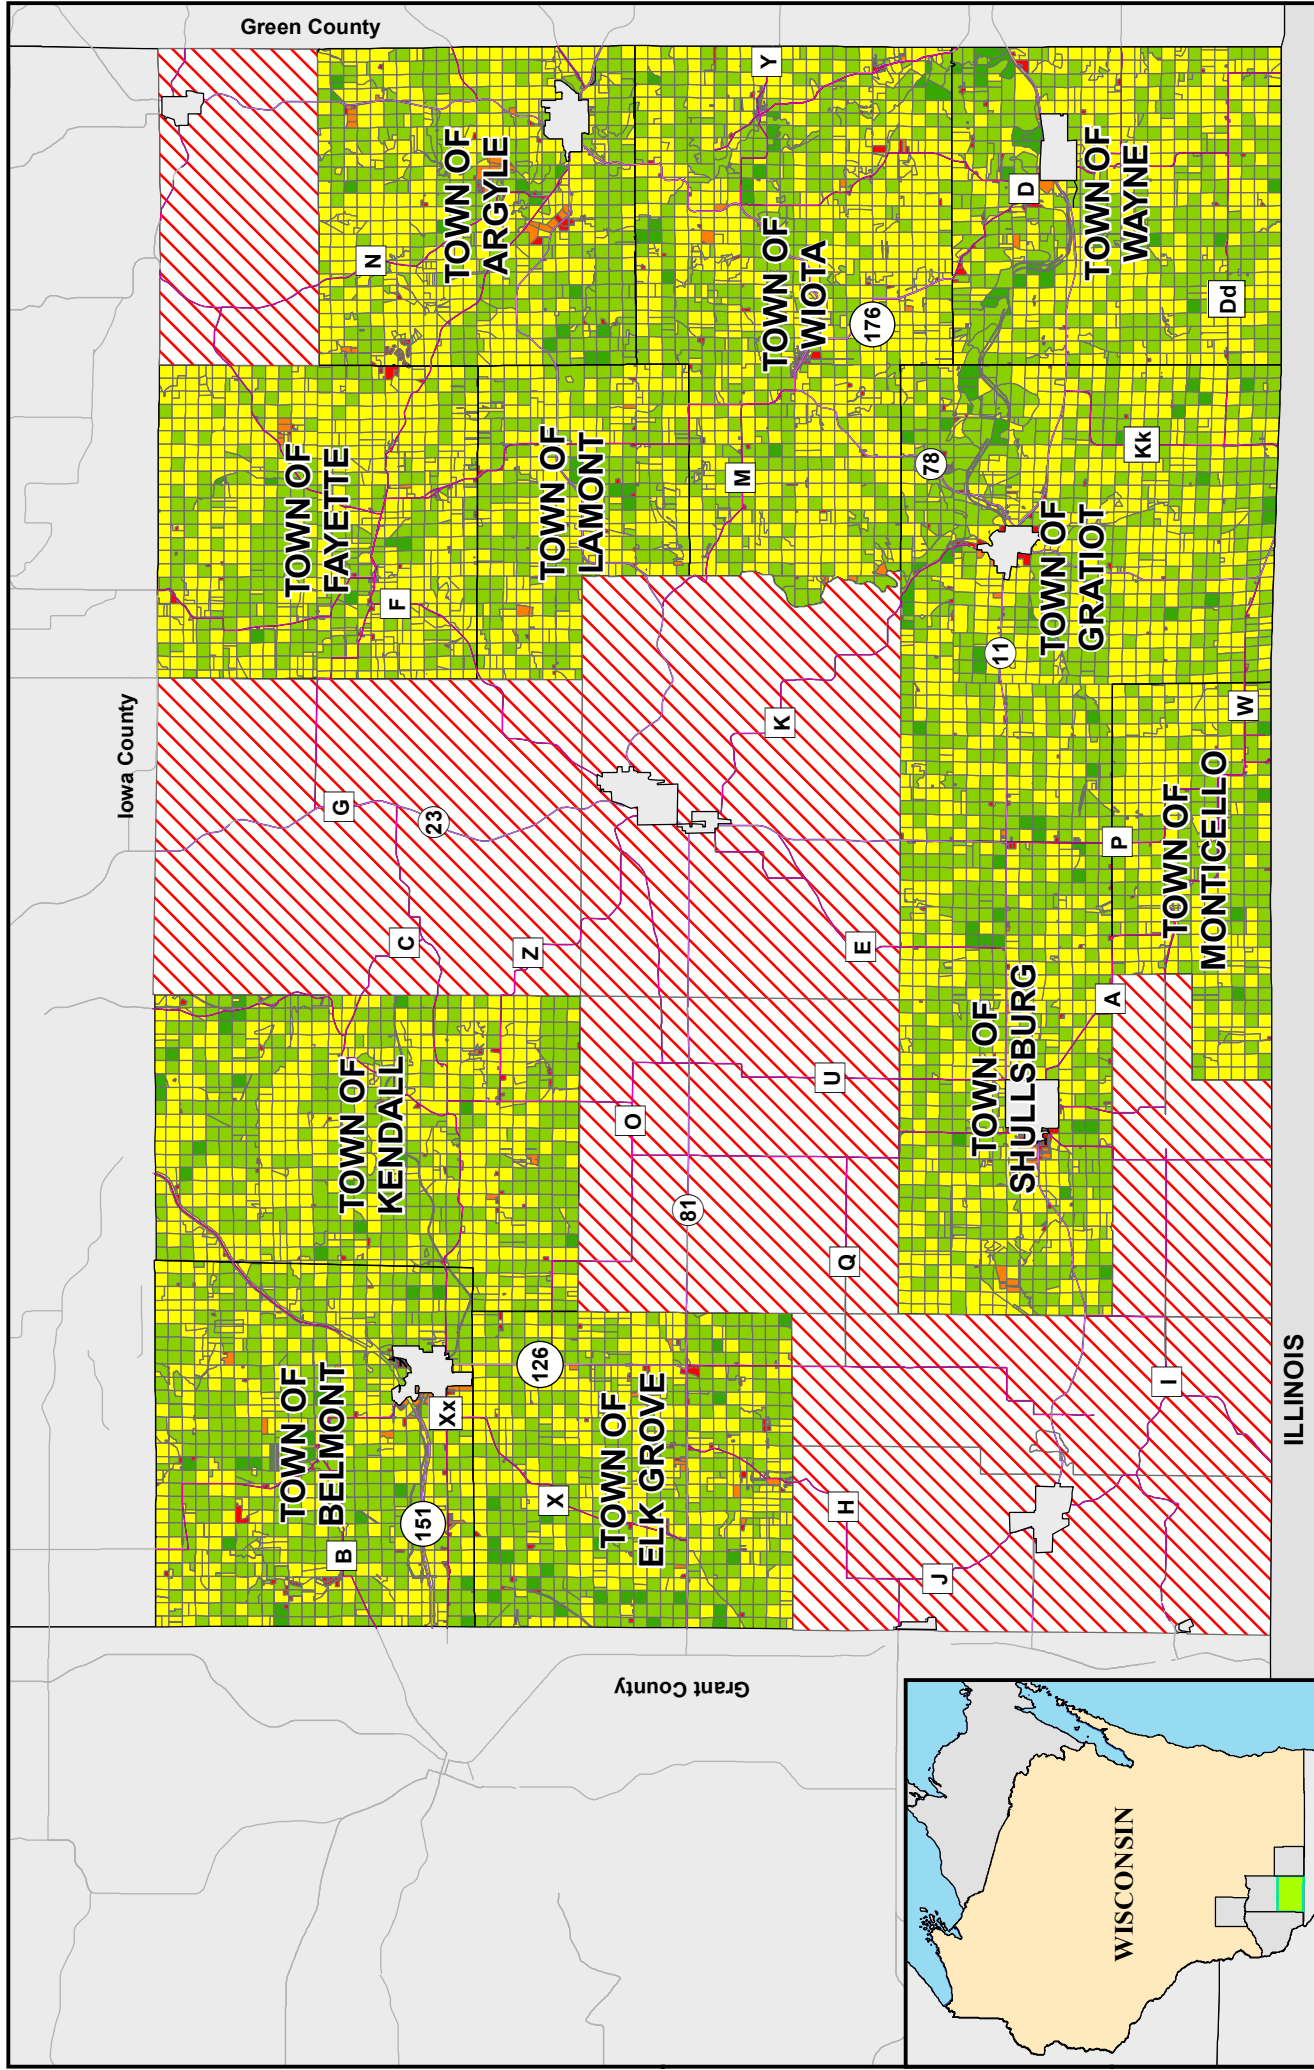 Green County
Iowa County
Grant County
ILLINOIS
WISCONSIN
TOWN OF
BELMONT
TOWN OF
KENDALL
TOWN OF
FAYETTE
TOWN OF
ARGYLE
TOWN OF
ELK GROVE
TOWN OF
LAMONT
TOWN OF
WIOTA
TOWN OF
SHULLSBURG
TOWN OF
MONTICELLO
TOWN OF
GRATIOT
TOWN OF
WAYNE
B
151
Xx
X
126
H
J
I
Q
81
O
U
C
Z
G
23
E
A
P
K
W
11
F
N
M
78
Kk
176
Y
D
Dd